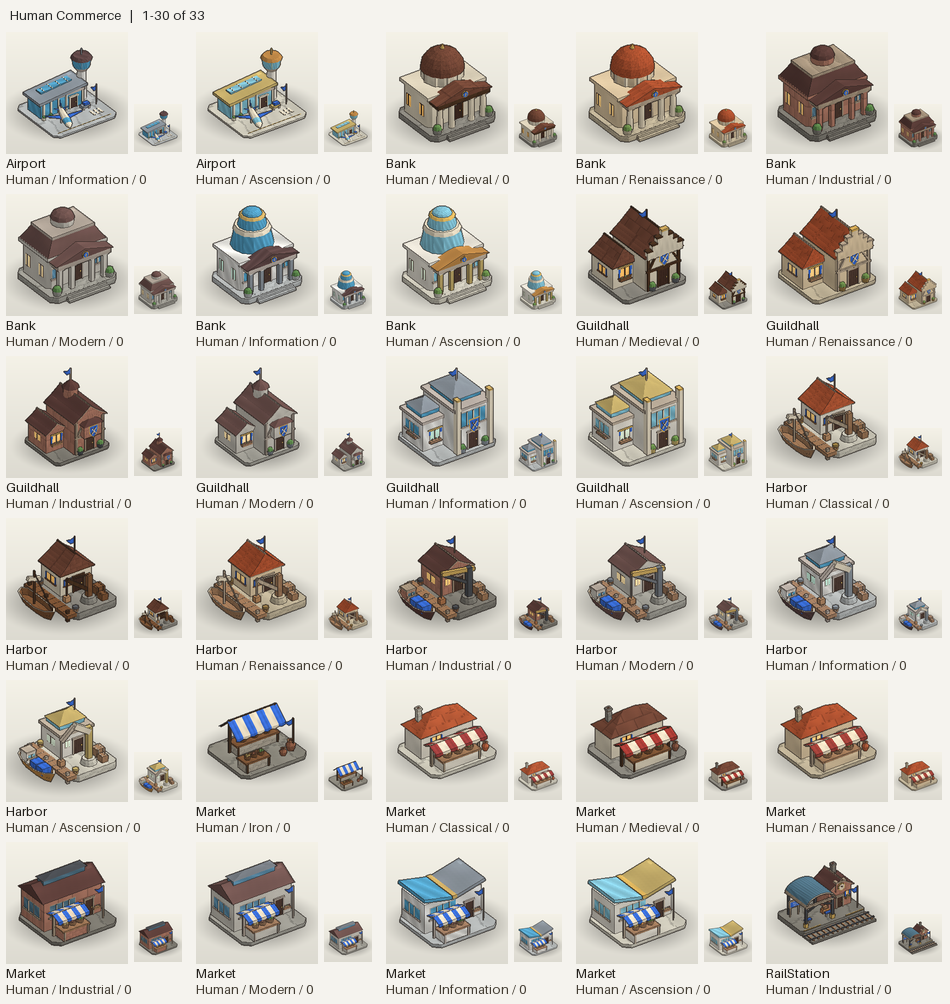 Human Commerce | 1-30 of 33
Airport
Human / Information / 0
Airport
Human / Ascension / 0
Bank
Human / Medieval / 0
Bank
Human / Renaissance / 0
Bank
Human / Industrial / 0
Bank
Human / Modern / 0
Bank
Human / Information / 0
Bank
Human / Ascension / 0
Guildhall
Human / Medieval / 0
Guildhall
Human / Renaissance / 0
Guildhall
Human / Industrial / 0
Guildhall
Human / Modern / 0
Guildhall
Human / Information / 0
Guildhall
Human / Ascension / 0
Harbor
Human / Classical / 0
Harbor
Human / Medieval / 0
Harbor
Human / Renaissance / 0
Harbor
Human / Industrial / 0
Harbor
Human / Modern / 0
Harbor
Human / Information / 0
Harbor
Human / Ascension / 0
Market
Human / Iron / 0
Market
Human / Classical / 0
Market
Human / Medieval / 0
Market
Human / Renaissance / 0
Market
Human / Industrial / 0
Market
Human / Modern / 0
Market
Human / Information / 0
Market
Human / Ascension / 0
RailStation
Human / Industrial / 0